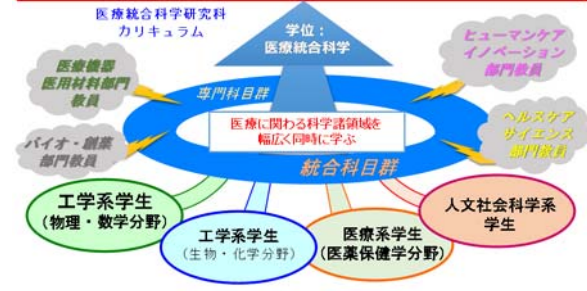 医療統合科学研究科
カリキュラム
学位：
医療統合科学
医療機器
医用材料部門
教員
ヒューマンケア
イノベーション
部門教員
専門科目群
バイオ・創薬
部門教員
医療に関わる科学諸領域を
幅広く同時に学ぶ
ヘルスケア
サイエンス
部門教員
統合科目群
工学系学生
（物理・数学分野）
工学系学生
（生物・化学分野）
医療系学生
（医薬保健学分野）
人文社会科学系
学生